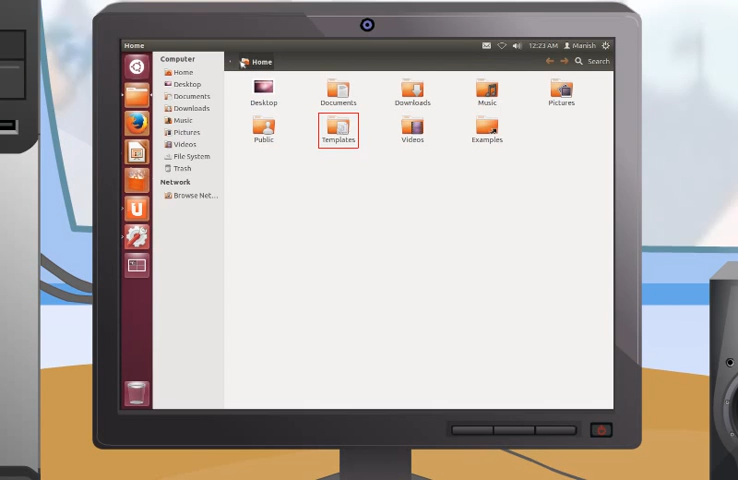 Home
12:23 AM Manish
Computer
Home
Desktop
Documents
Downloads
Music
Pictures
Videos
File System
Trash
Network
Browse Net...
Home
Search
Desktop
Documents
Downloads
Music
Pictures
Public
Templates
Videos
Examples